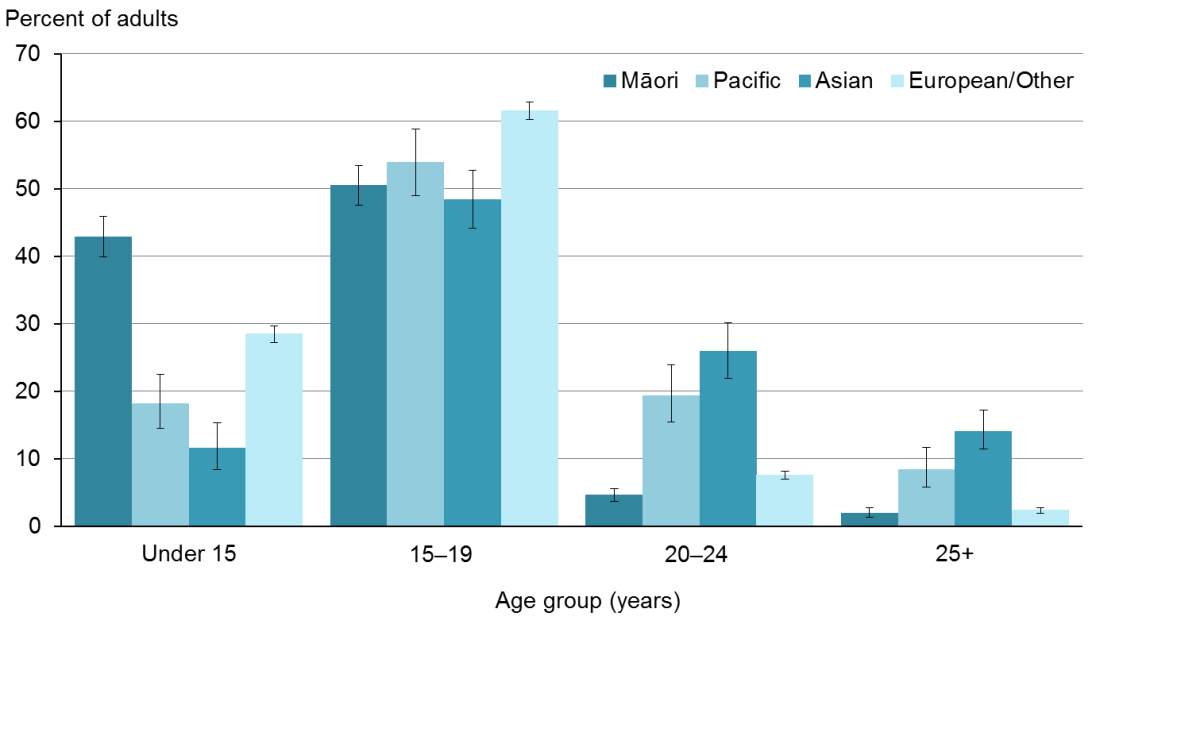 Percent of adults
70
Māori Pacific Asian European/Other
60
50
40
30
20
10
0
Under 15 15–19 20–24 25+
Age group (years)